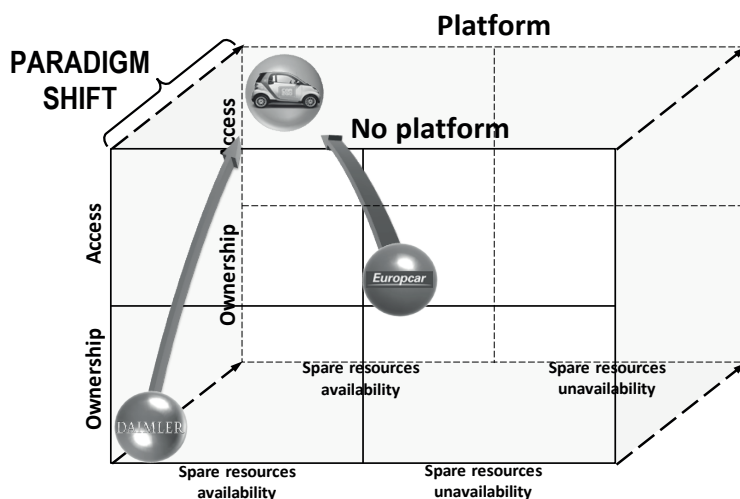 Platform
PARADIGM
SHIFT
Access
No platform
Access
Ownership
Europcar
Ownership
Spare resources
availability
Spare resources
unavailability
DAIMLER
Spare resources
availability
Spare resources
unavailability